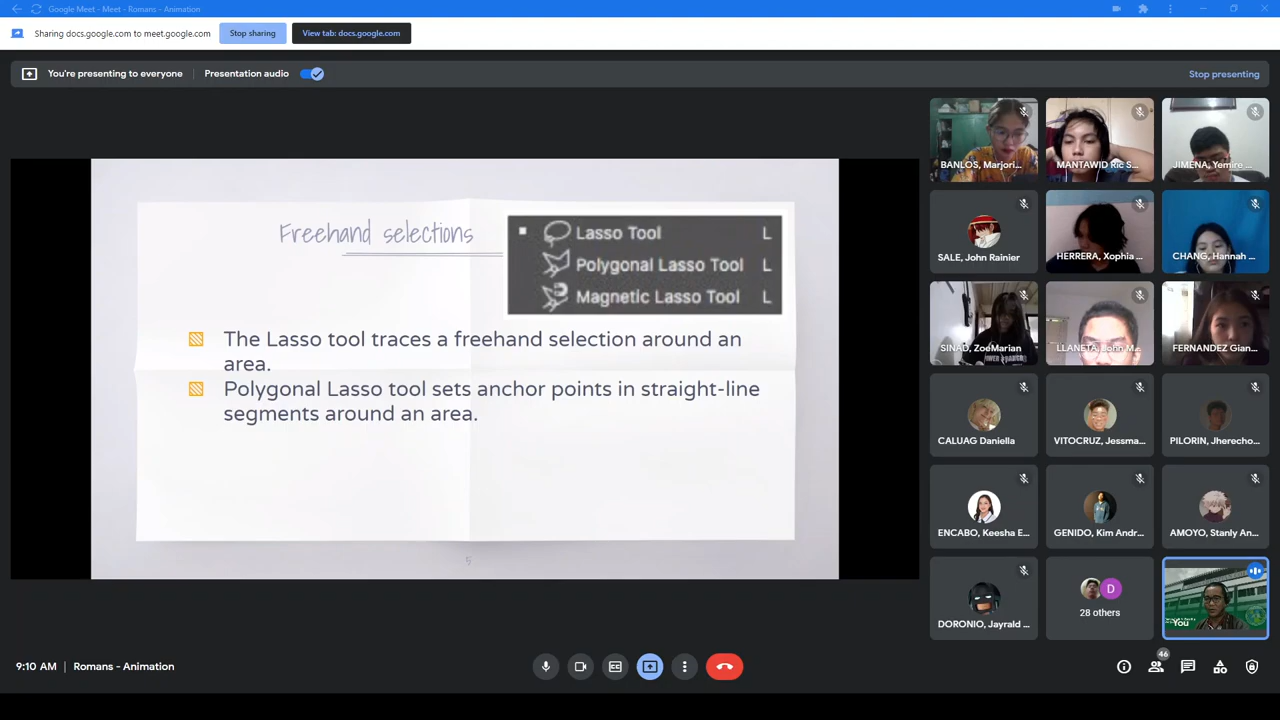 Google Meet - Meet - Romans - Animation
Sharing docs.google.com to meet.google.com
Stop sharing
View tab: docs.google.com
You're presenting to everyone
Presentation audio
Stop presenting
Freehand selections
Lasso Tool L
Polygonal Lasso Tool L
Magnetic Lasso Tool L
The Lasso tool traces a freehand selection around an
area.
Polygonal Lasso tool sets anchor points in straight-line
segments around an area.
5
BANLOS, Marjori...
MANTAWID Ric S...
JIMENA, Yemire ...
SALE, John Rainier
HERRERA, Xophia ...
CHANG, Hannah ...
SINAD, ZoeMarian
LLANETA, John M...
FERNANDEZ Gian...
CALUAG Daniella
VITOCRUZ, Jessma...
PILORIN, Jherecho...
ENCABO, Keesha E...
GENIDO, Kim Andr...
AMOYO, Stanly An...
DORONIO, Jayrald ...
D
28 others
You
9:10 AM | Romans - Animation
46